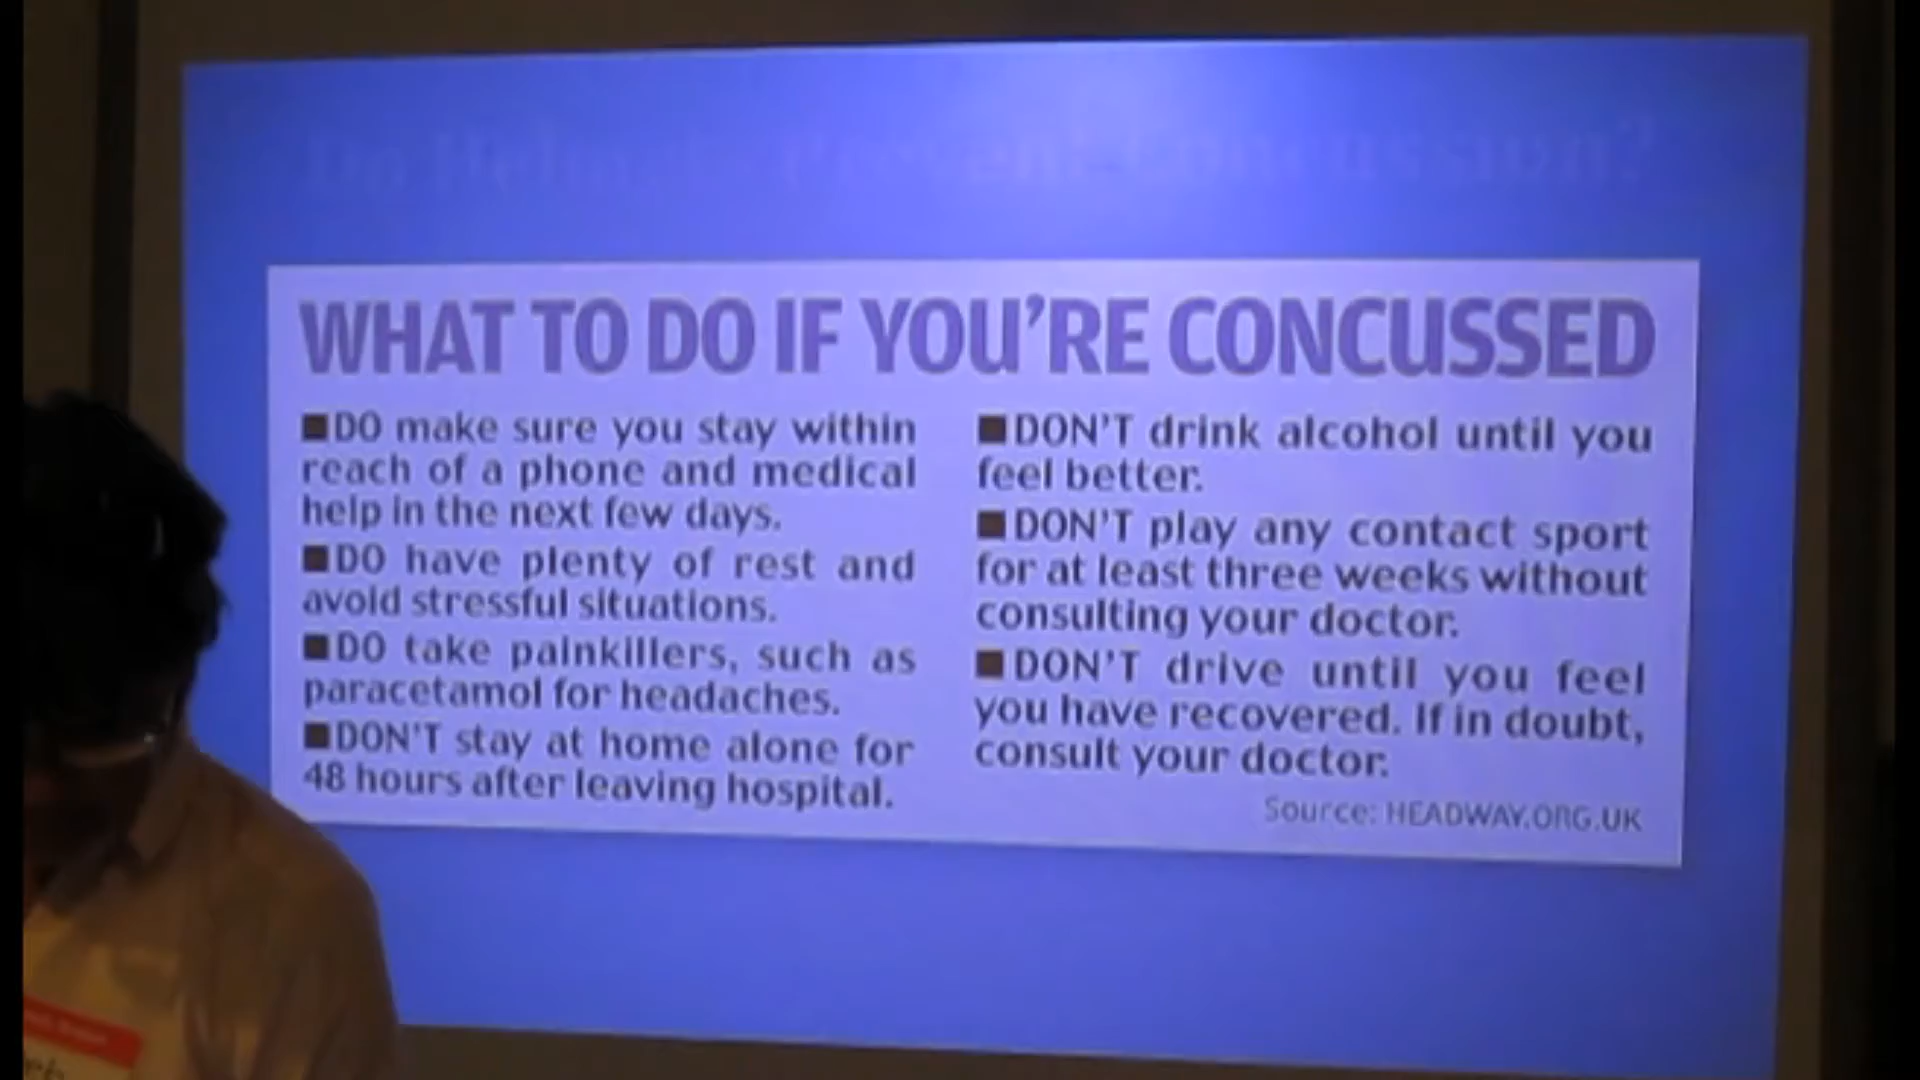 Do Prevent Concussion?
WHAT TO DO IF YOU'RE CONCUSSED
■DO make sure you stay within
reach of a phone and medical
help in the next few days.
■DO have plenty of rest and
avoid stressful situations.
■DO take painkillers, such as
paracetamol for headaches.
■DON'T stay at home alone for
48 hours after leaving hospital.
■DON'T drink alcohol until you
feel better.
■DON'T play any contact sport
for at least three weeks without
consulting your doctor.
■DON'T drive until you feel
you have recovered. If in doubt,
consult your doctor.
Source: HEADWAY.ORG.UK